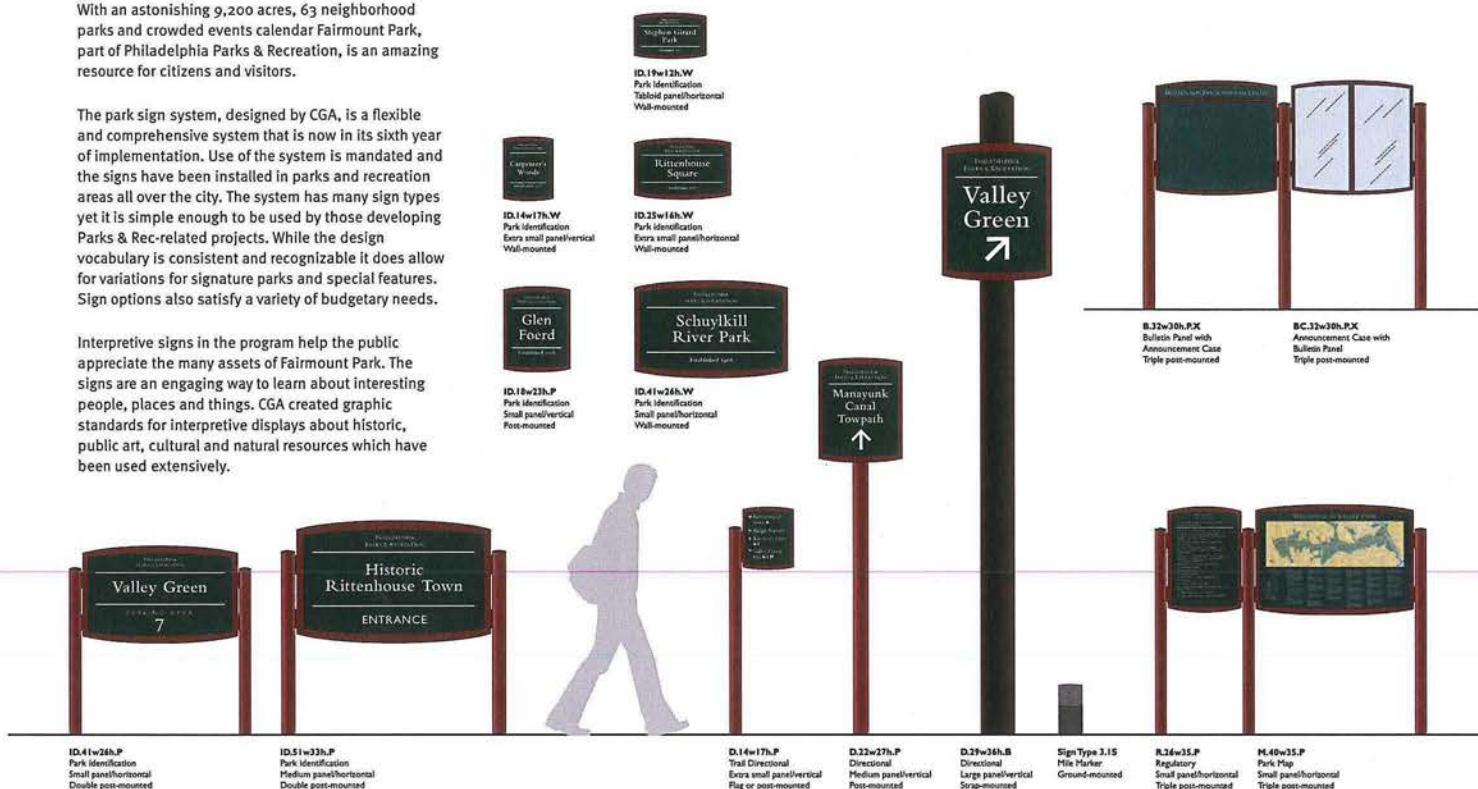 With an astonishing 9,200 acres, 63 neighborhood
parks and crowded events calendar Fairmount Park,
part of Philadelphia Parks & Recreation, is an amazing
resource for citizens and visitors.
The park sign system, designed by CGA, is a flexible
and comprehensive system that is now in its sixth year
of implementation. Use of the system is mandated and
the signs have been installed in parks and recreation
areas all over the city. The system has many sign types
yet it is simple enough to be used by those developing
Parks & Rec-related projects. While the design
vocabulary is consistent and recognizable it does allow
for variations for signature parks and special features.
Sign options also satisfy a variety of budgetary needs.
Interpretive signs in the program help the public
appreciate the many assets of Fairmount Park. The
signs are an engaging way to learn about interesting
people, places and things. CGA created graphic
standards for interpretive displays about historic,
public art, cultural and natural resources which have
been used extensively.
Stephen Girard
Park
ID.19w12h.W
Park Identification
Tabloid panel/horizontal
Wall-mounted
Carpenter's
Woods
ID.14w17h.W
Park Identification
Extra small panel/vertical
Wall-mounted
Rittenhouse
Square
ID.25w16h.W
Park Identification
Extra small panel/horizontal
Wall-mounted
Glen
Foerd
ID.18w23h.P
Park Identification
Small panel/vertical
Post-mounted
Schuylkill
River Park
ID.41w26h.W
Park Identification
Small panel/horizontal
Wall-mounted
Philadelphia
Parks & Recreation
Valley
Green
Manayunk
Canal
Towpath
B.32w30h.P.X
Bulletin Panel with
Announcement Case
Triple post-mounted
BC.32w30h.P.X
Announcement Case with
Bulletin Panel
Triple post-mounted
Valley Green
PARKING AREA
7
ID.41w26h.P
Park Identification
Small panel/horizontal
Double post-mounted
Philadelphia
Parks & Recreation
Historic
Rittenhouse Town
ENTRANCE
ID.51w33h.P
Park Identification
Medium panel/horizontal
Double post-mounted
D.14w17h.P
Trail Directional
Extra small panel/vertical
Flag or post-mounted
D.22w27h.P
Directional
Medium panel/vertical
Post-mounted
D.29w36h.B
Directional
Large panel/vertical
Strap-mounted
Sign Type 3.15
Mile Marker
Ground-mounted
R.26w35.P
Regulatory
Small panel/horizontal
Triple post-mounted
M.40w35.P
Park Map
Small panel/horizontal
Triple post-mounted